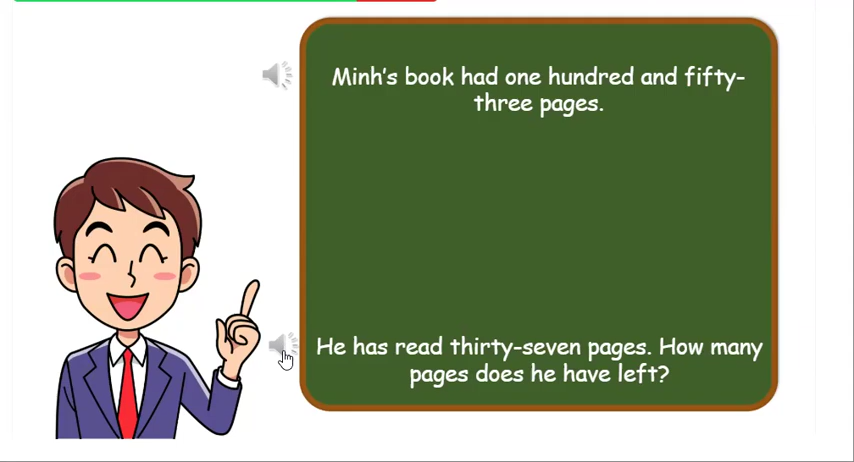 Minh's book had one hundred and fifty-
three pages.
He has read thirty-seven pages. How many
pages does he have left?